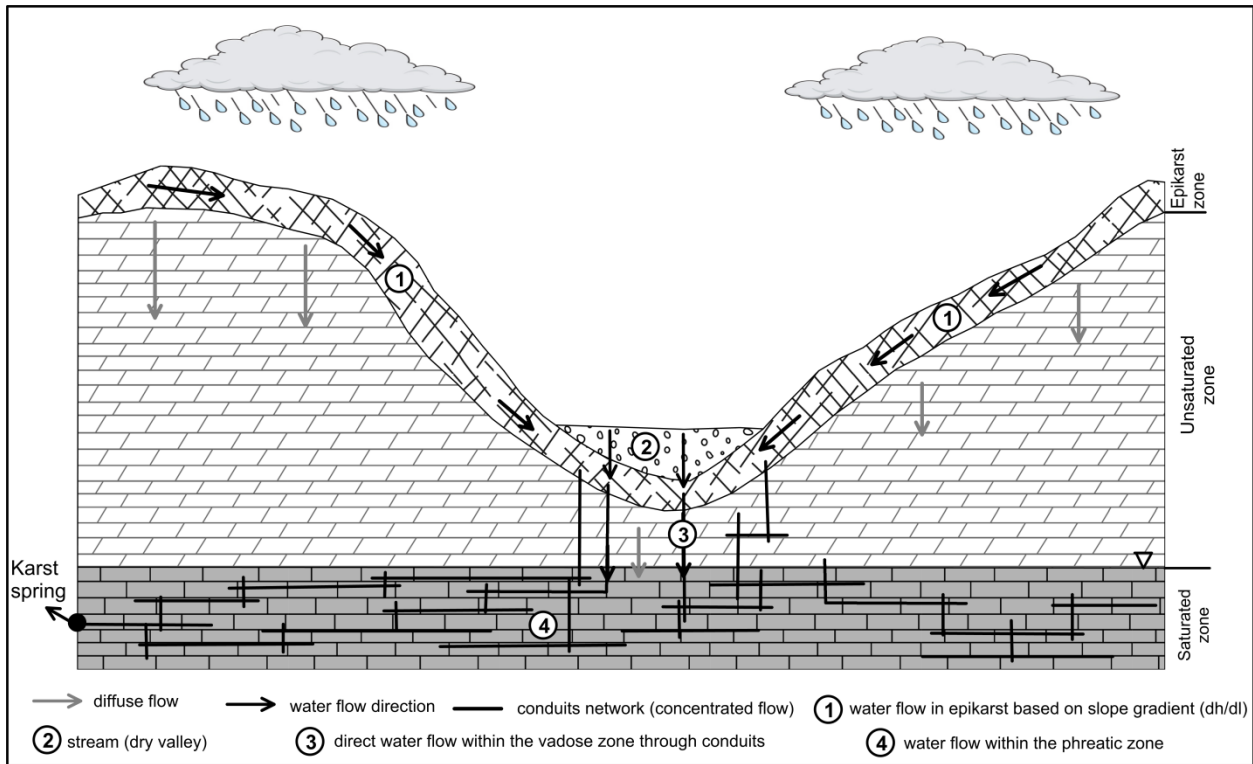 Epikarst
zone
1
1
Unsaturated
zone
2
3
Karst
spring
4
Saturated
zone
diffuse flow
water flow direction
conduits network (concentrated flow)
1 water flow in epikarst based on slope gradient (dh/dl)
2 stream (dry valley)
3 direct water flow within the vadose zone through conduits
4 water flow within the phreatic zone